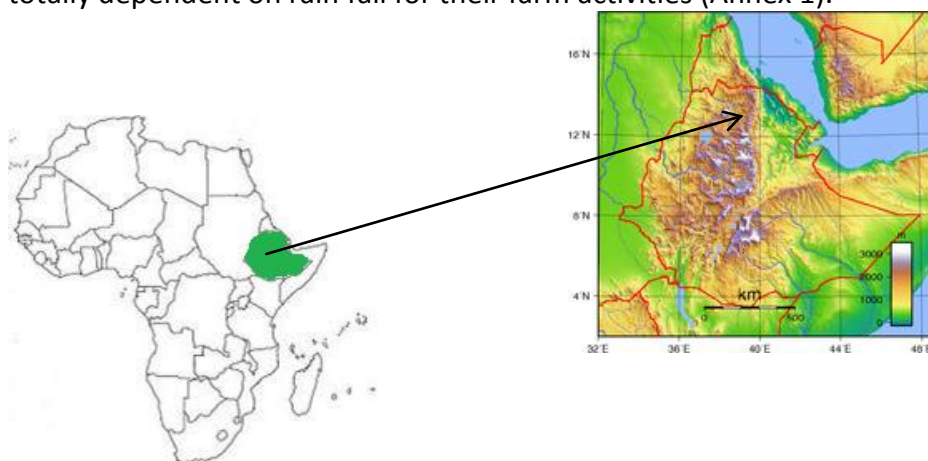 totally dependent on rain fall for their farm activities (Annex 1).
16°N
12°N
8°N
4°N
m
3000
2000
1000
0
km
0 500
32°E 36°E 40°E 44°E 48°E